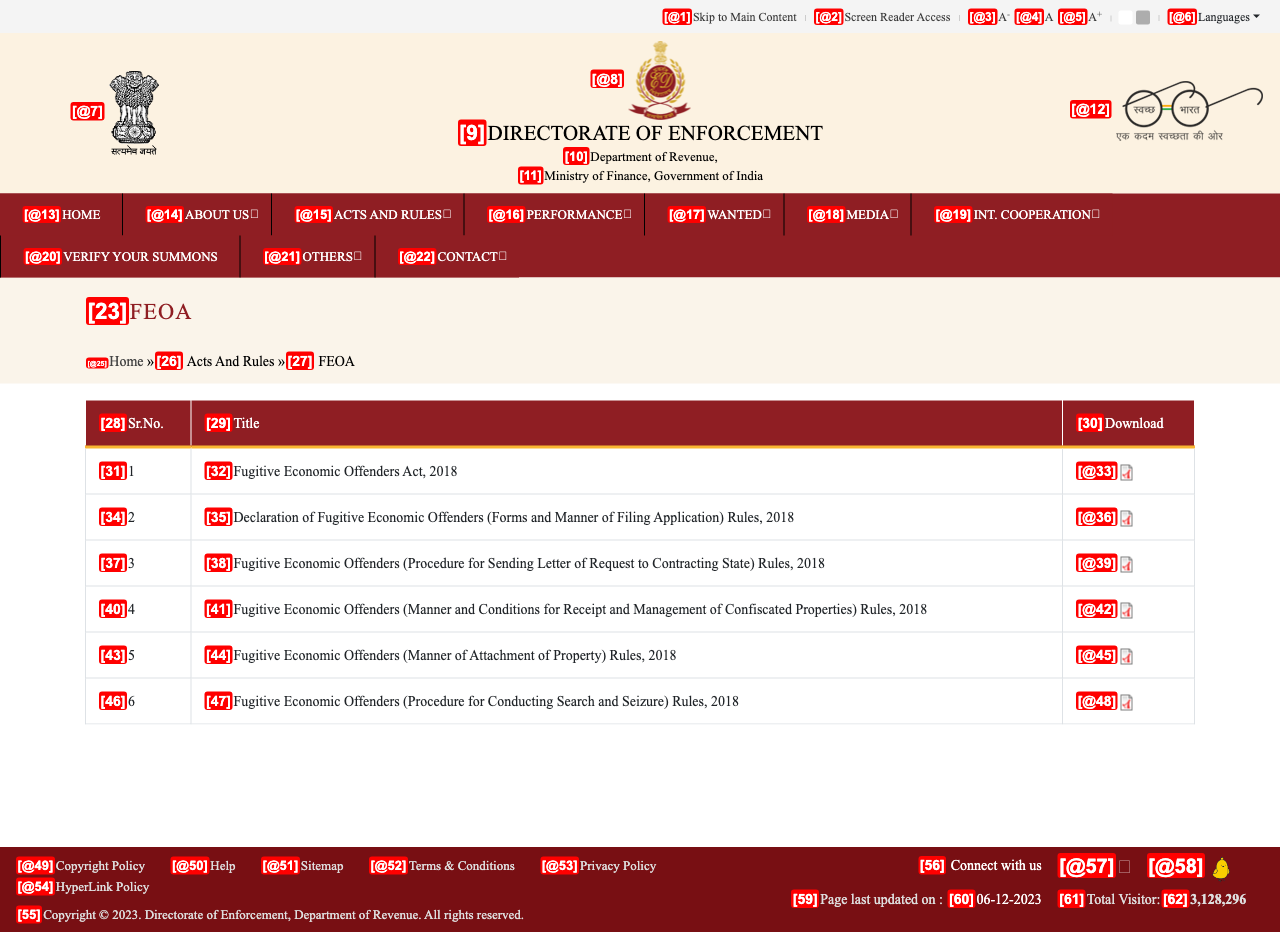 [@1]Skip to Main Content [@2]Screen Reader Access [@3]A- [@4]A [@5]A+ [@6]Languages
[@7] सत्यमेव जयते
[@8]
[9]DIRECTORATE OF ENFORCEMENT
[10]Department of Revenue,
[11]Ministry of Finance, Government of India
[@12] स्वच्छ भारत
एक कदम स्वच्छता की ओर
[@13]HOME [@14]ABOUT US [@15]ACTS AND RULES [@16]PERFORMANCE [@17]WANTED [@18]MEDIA [@19]INT. COOPERATION
[@20]VERIFY YOUR SUMMONS [@21]OTHERS [@22]CONTACT
[23]FEOA
[@25]Home »[26] Acts And Rules »[27] FEOA
[28]Sr.No. [29]Title [30]Download
[31]1 [32]Fugitive Economic Offenders Act, 2018 [@33]
[34]2 [35]Declaration of Fugitive Economic Offenders (Forms and Manner of Filing Application) Rules, 2018 [@36]
[37]3 [38]Fugitive Economic Offenders (Procedure for Sending Letter of Request to Contracting State) Rules, 2018 [@39]
[40]4 [41]Fugitive Economic Offenders (Manner and Conditions for Receipt and Management of Confiscated Properties) Rules, 2018 [@42]
[43]5 [44]Fugitive Economic Offenders (Manner of Attachment of Property) Rules, 2018 [@45]
[46]6 [47]Fugitive Economic Offenders (Procedure for Conducting Search and Seizure) Rules, 2018 [@48]
[@49]Copyright Policy [@50]Help [@51]Sitemap [@52]Terms & Conditions [@53]Privacy Policy
[@54]HyperLink Policy
[55]Copyright © 2023. Directorate of Enforcement, Department of Revenue. All rights reserved.
[56] Connect with us [@57] [@58]
[59]Page last updated on : [60]06-12-2023 [61]Total Visitor: [62]3,128,296